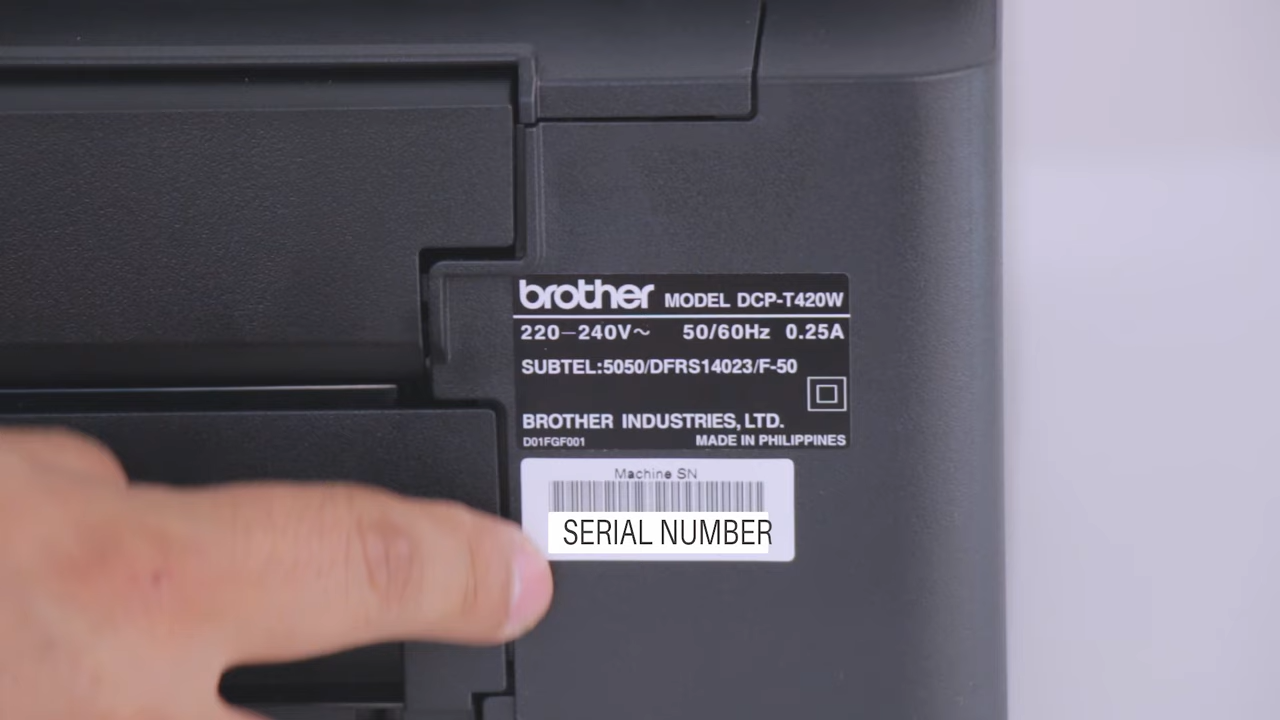 brother MODEL DCP-T420W
220-240V~ 50/60Hz 0.25A
SUBTEL:5050/DFRS14023/F-50
BROTHER INDUSTRIES, LTD.
D01FGF001 MADE IN PHILIPPINES
Machine SN
SERIAL NUMBER